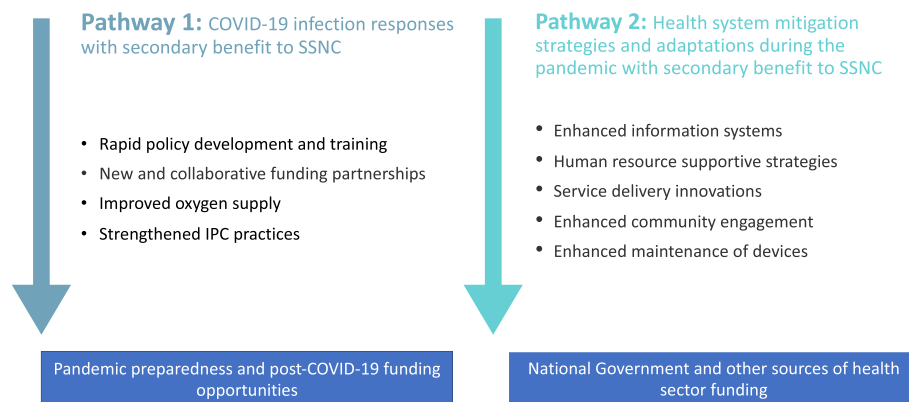 Pathway 1: COVID-19 infection responses
with secondary benefit to SSNC
• Rapid policy development and training
• New and collaborative funding partnerships
• Improved oxygen supply
• Strengthened IPC practices
Pandemic preparedness and post-COVID-19 funding
opportunities
Pathway 2: Health system mitigation
strategies and adaptations during the
pandemic with secondary benefit to SSNC
• Enhanced information systems
• Human resource supportive strategies
• Service delivery innovations
• Enhanced community engagement
• Enhanced maintenance of devices
National Government and other sources of health
sector funding